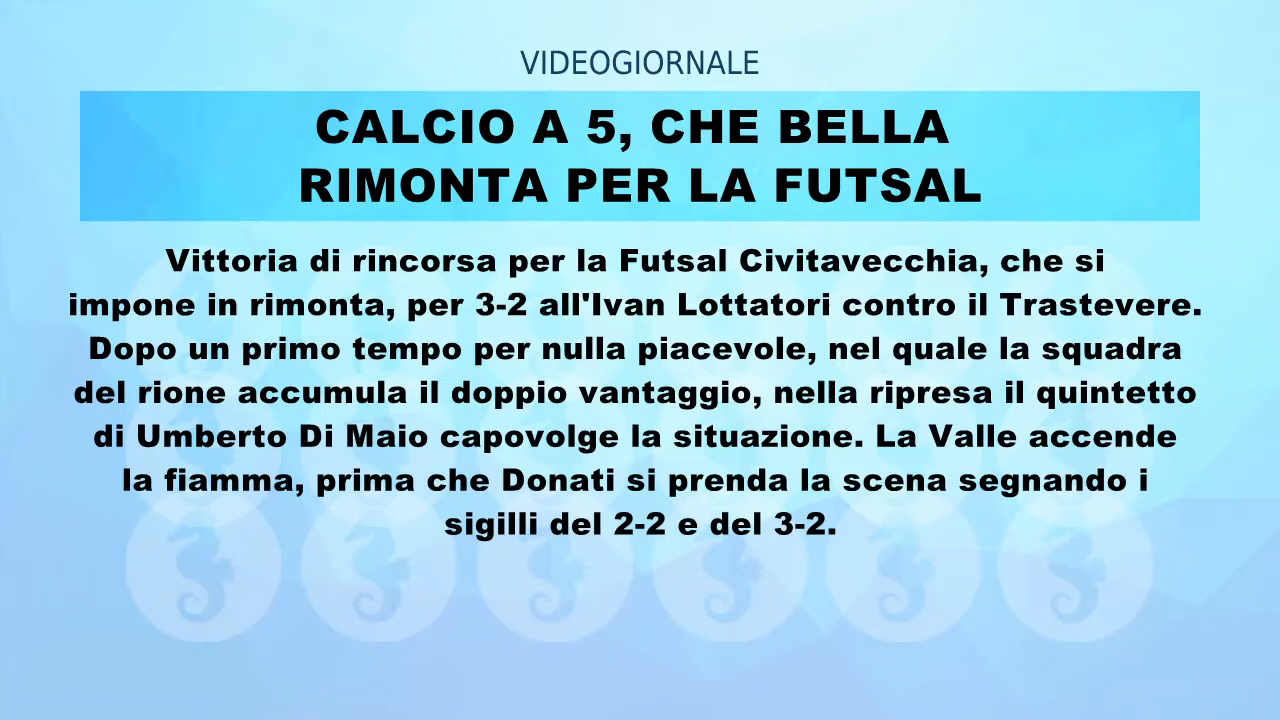 VIDEOGIORNALE
CALCIO A 5, CHE BELLA
RIMONTA PER LA FUTSAL
Vittoria di rincorsa per la Futsal Civitavecchia, che si
impone in rimonta, per 3-2 all'Ivan Lottatori contro il Trastevere.
Dopo un primo tempo per nulla piacevole, nel quale la squadra
del rione accumula il doppio vantaggio, nella ripresa il quintetto
di Umberto Di Maio capovolge la situazione. La Valle accende
la fiamma, prima che Donati si prenda la scena segnando i
sigilli del 2-2 e del 3-2.